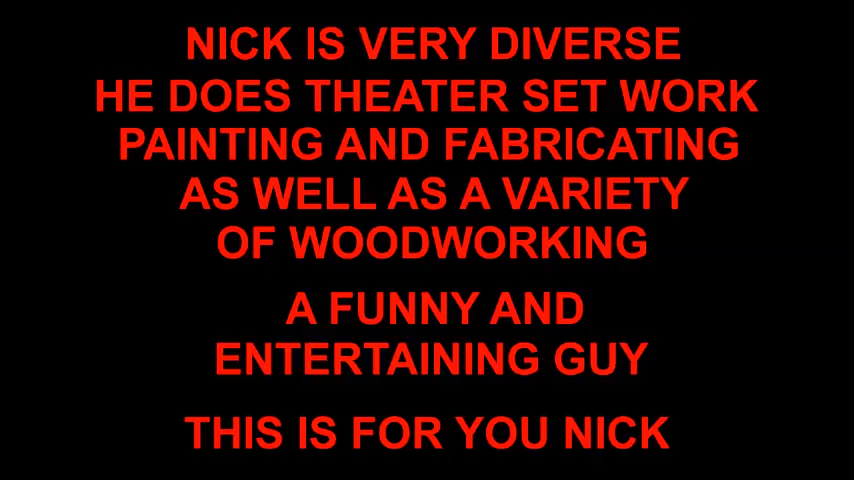 NICK IS VERY DIVERSE
HE DOES THEATER SET WORK
PAINTING AND FABRICATING
AS WELL AS A VARIETY
OF WOODWORKING
A FUNNY AND
ENTERTAINING GUY
THIS IS FOR YOU NICK